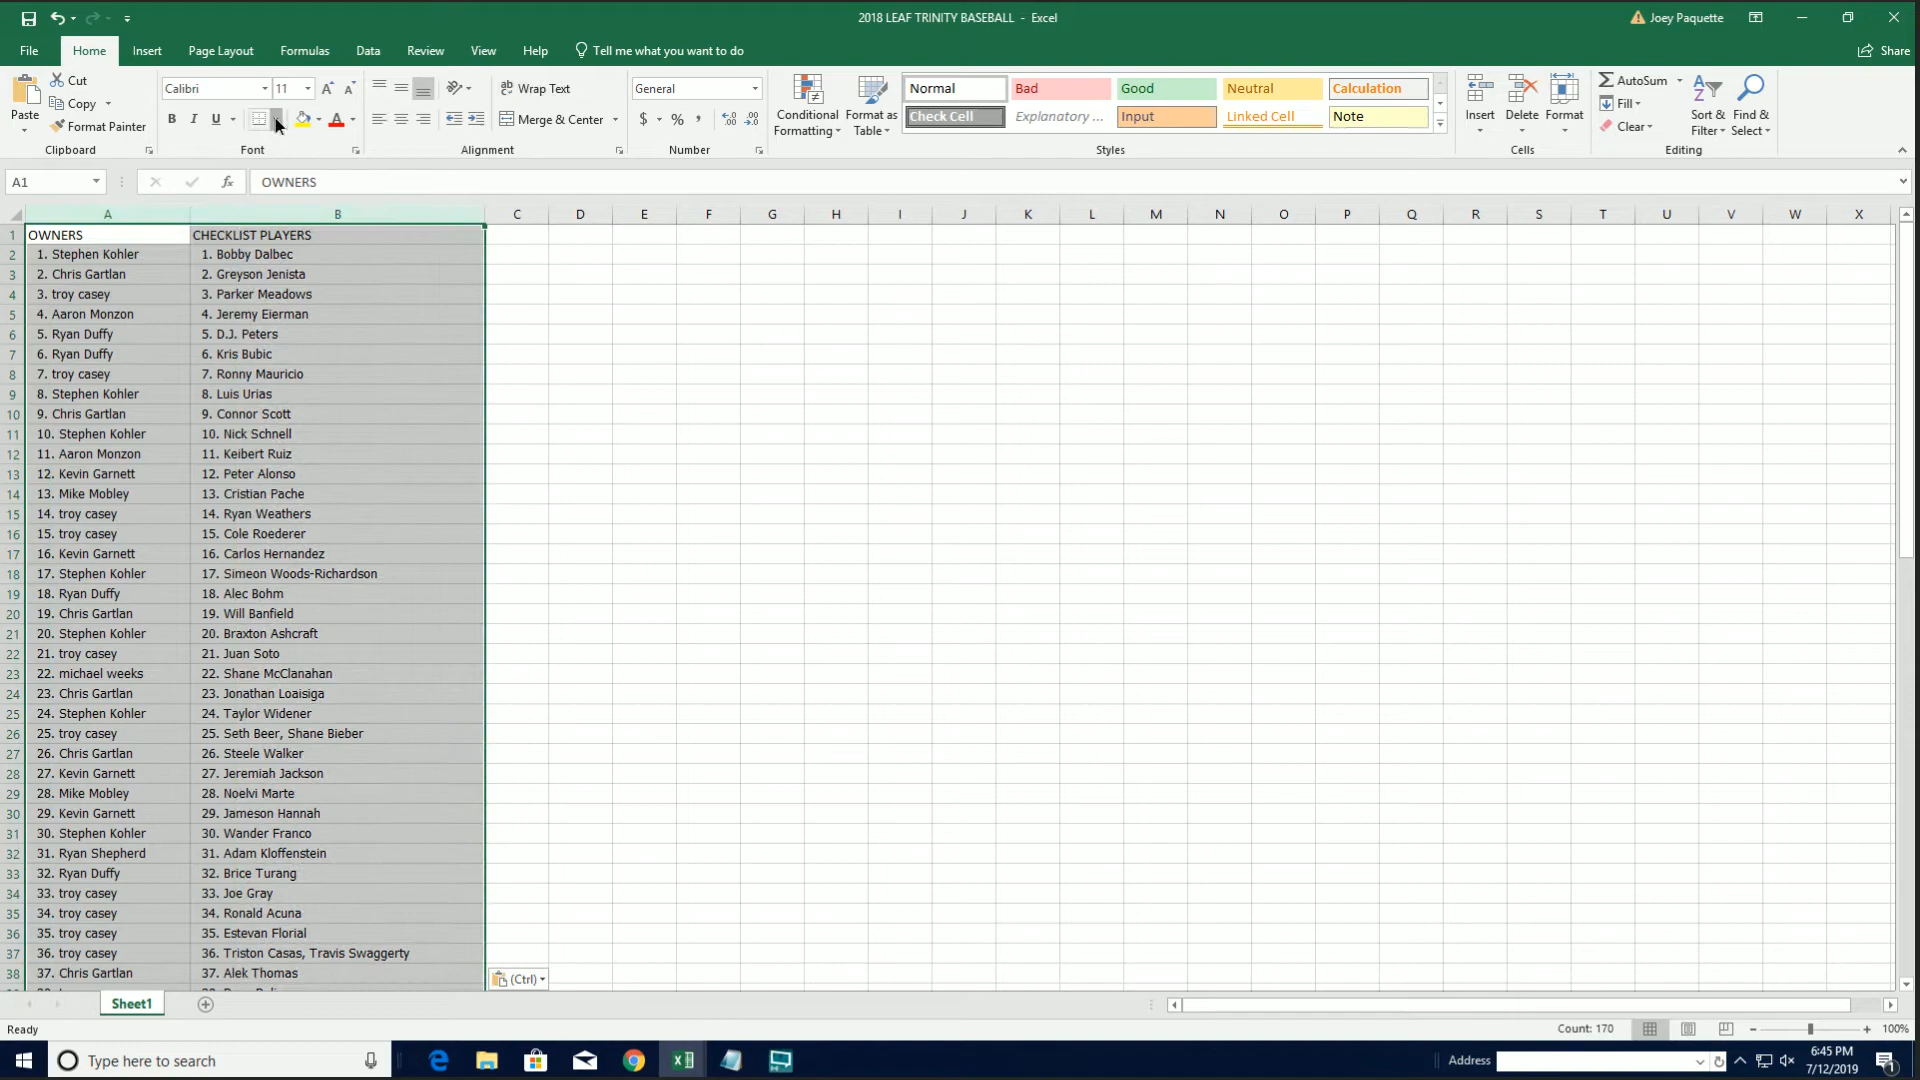 2018 LEAF TRINITY BASEBALL - Excel
Joey Paquette
File Home Insert Page Layout Formulas Data Review View Help Tell me what you want to do Share
Cut
Copy
Format Painter
Paste
Clipboard
Calibri 11
B I U A
Font
Wrap Text
Merge & Center
Alignment
General
$ % ,
Number
Conditional Formatting
Format as Table
Normal Bad Good Neutral Calculation
Check Cell Explanatory ... Input Linked Cell Note
Styles
Insert Delete Format
Cells
AutoSum
Fill
Clear
Sort & Filter
Find & Select
Editing
A1 fx OWNERS
A B C D E F G H I J K L M N O P Q R S T U V W X
1 OWNERS CHECKLIST PLAYERS
2 1. Stephen Kohler 1. Bobby Dalbec
3 2. Chris Gartlan 2. Greyson Jenista
4 3. troy casey 3. Parker Meadows
5 4. Aaron Monzon 4. Jeremy Eierman
6 5. Ryan Duffy 5. D.J. Peters
7 6. Ryan Duffy 6. Kris Bubic
8 7. troy casey 7. Ronny Mauricio
9 8. Stephen Kohler 8. Luis Urias
10 9. Chris Gartlan 9. Connor Scott
11 10. Stephen Kohler 10. Nick Schnell
12 11. Aaron Monzon 11. Keibert Ruiz
13 12. Kevin Garnett 12. Peter Alonso
14 13. Mike Mobley 13. Cristian Pache
15 14. troy casey 14. Ryan Weathers
16 15. troy casey 15. Cole Roederer
17 16. Kevin Garnett 16. Carlos Hernandez
18 17. Stephen Kohler 17. Simeon Woods-Richardson
19 18. Ryan Duffy 18. Alec Bohm
20 19. Chris Gartlan 19. Will Banfield
21 20. Stephen Kohler 20. Braxton Ashcraft
22 21. troy casey 21. Juan Soto
23 22. michael weeks 22. Shane McClanahan
24 23. Chris Gartlan 23. Jonathan Loaisiga
25 24. Stephen Kohler 24. Taylor Widener
26 25. troy casey 25. Seth Beer, Shane Bieber
27 26. Chris Gartlan 26. Steele Walker
28 27. Kevin Garnett 27. Jeremiah Jackson
29 28. Mike Mobley 28. Noelvi Marte
30 29. Kevin Garnett 29. Jameson Hannah
31 30. Stephen Kohler 30. Wander Franco
32 31. Ryan Shepherd 31. Adam Kloffenstein
33 32. Ryan Duffy 32. Brice Turang
34 33. troy casey 33. Joe Gray
35 34. troy casey 34. Ronald Acuna
36 35. troy casey 35. Estevan Florial
37 36. troy casey 36. Triston Casas, Travis Swaggerty
38 37. Chris Gartlan 37. Alek Thomas
(Ctrl)
Sheet1
Ready Count: 170 100%
Type here to search Address 6:45 PM
7/12/2019